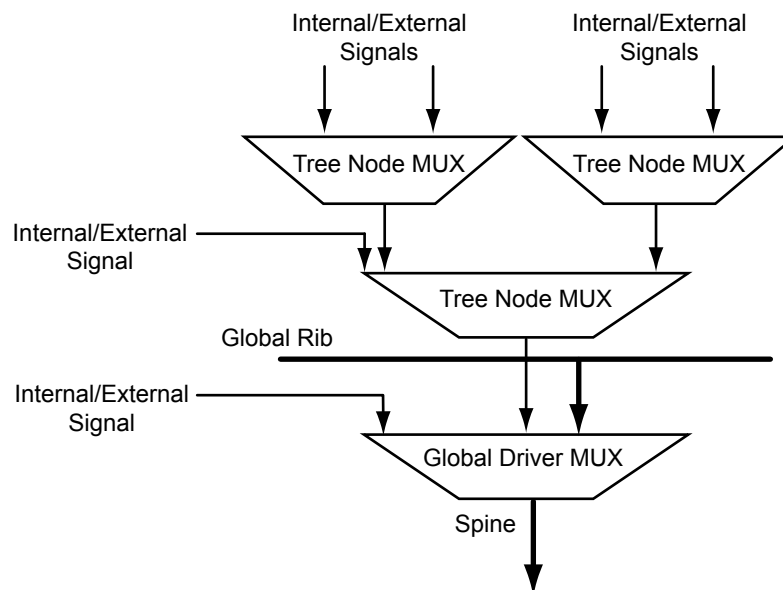 Internal/External
Signals
Internal/External
Signals
Tree Node MUX
Tree Node MUX
Internal/External
Signal
Tree Node MUX
Global Rib
Internal/External
Signal
Global Driver MUX
Spine